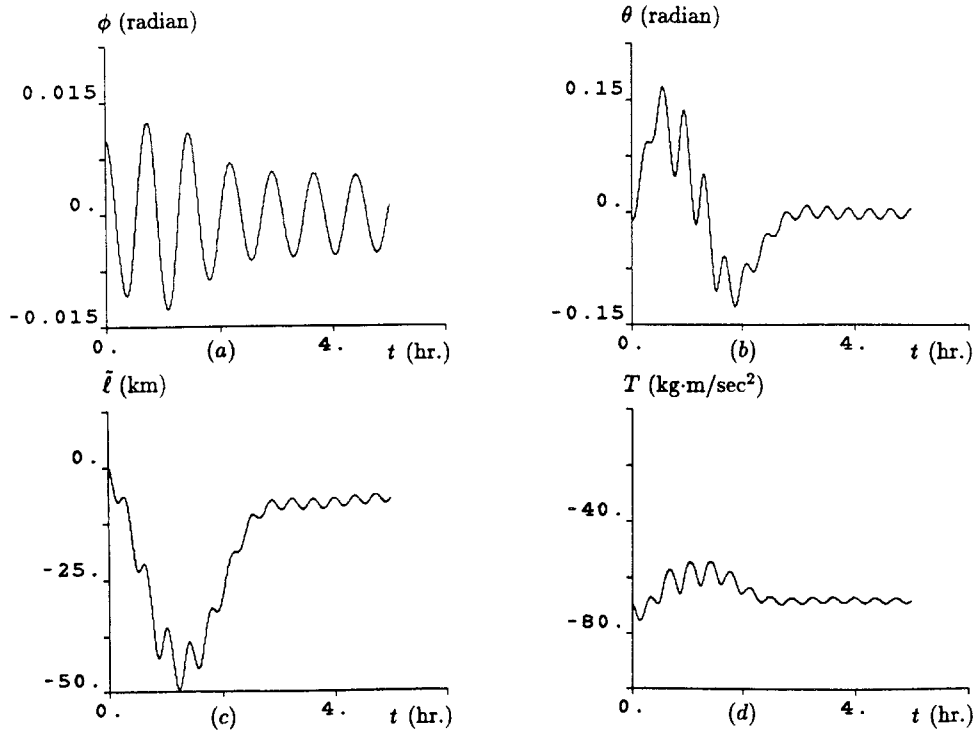 ϕ (radian)
0.015
0.
-0.015
0.
4.
t (hr.)
(a)
θ (radian)
0.15
0.
-0.15
0.
4.
t (hr.)
(b)
ℓ̃ (km)
0.
-25.
-50.
0.
4.
t (hr.)
(c)
T (kg·m/sec²)
-40.
-80.
0.
4.
t (hr.)
(d)